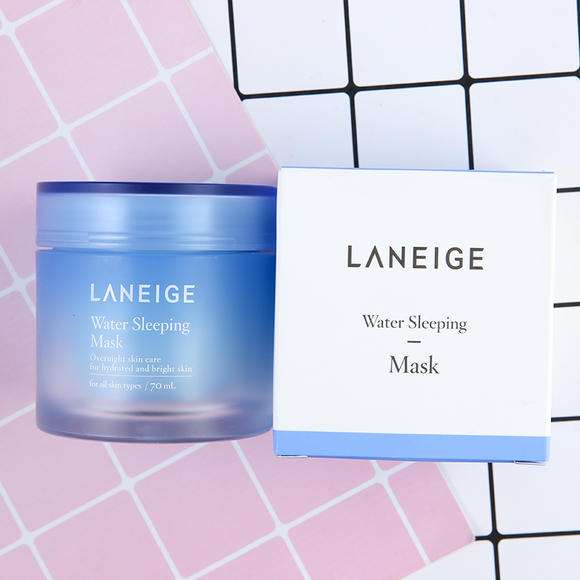 LANEIGE
Water Sleeping
Mask
Overnight skin care
for hydrated and bright skin
for all skin types / 70 mL
LANEIGE
Water Sleeping
Mask